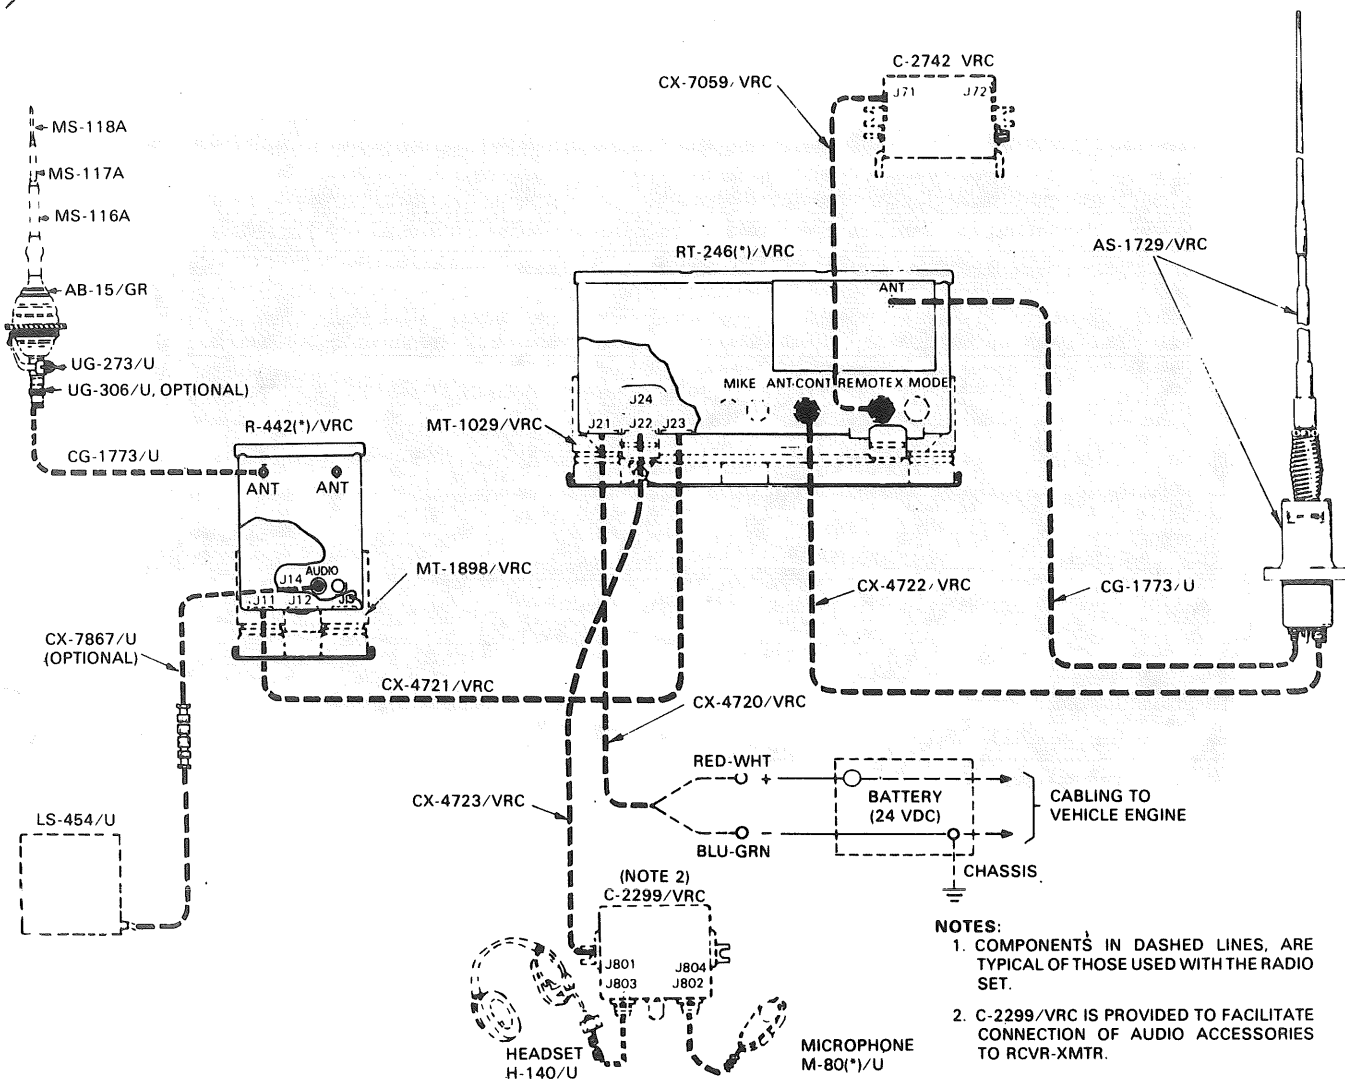 C-2742 VRC
CX-7059/VRC
J71
J72
MS-118A
MS-117A
MS-116A
AS-1729/VRC
RT-246(*)/VRC
ANT
AB-15/GR
UG-273/U
UG-306/U, OPTIONAL)
MIKE ANT-CONT REMOTE X MODE
J24
MT-1029/VRC
J21 J22 J23
R-442(*)/VRC
CG-1773/U
ANT
ANT
MT-1898/VRC
AUDIO
J14
J11 J12
CX-4722/VRC
CG-1773/U
CX-7867/U
(OPTIONAL)
CX-4721/VRC
CX-4720/VRC
RED-WHT
+
BATTERY
(24 VDC)
CABLING TO
VEHICLE ENGINE
CX-4723/VRC
LS-454/U
BLU-GRN
-
CHASSIS
(NOTE 2)
C-2299/VRC
J801
J804
J803
J802
HEADSET
H-140/U
MICROPHONE
M-80(*)/U
NOTES:
1. COMPONENTS IN DASHED LINES, ARE
TYPICAL OF THOSE USED WITH THE RADIO
SET.
2. C-2299/VRC IS PROVIDED TO FACILITATE
CONNECTION OF AUDIO ACCESSORIES
TO RCVR-XMTR.